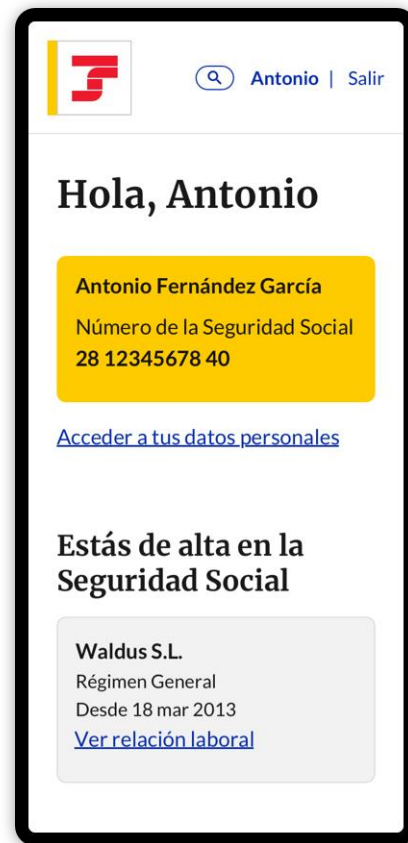 Antonio | Salir
Hola, Antonio
Antonio Fernández García
Número de la Seguridad Social
28 12345678 40
Acceder a tus datos personales
Estás de alta en la
Seguridad Social
Waldus S.L.
Régimen General
Desde 18 mar 2013
Ver relación laboral